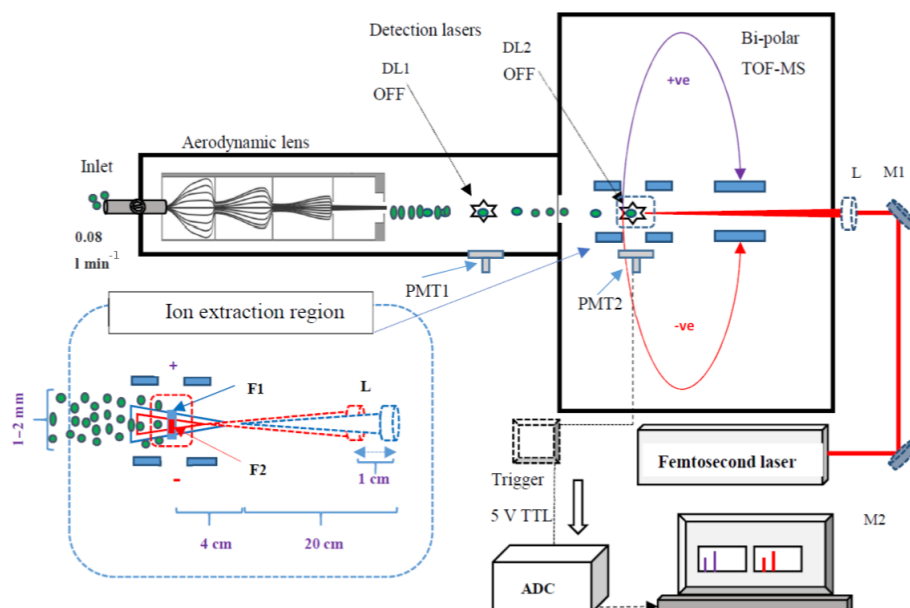 Detection lasers
DL1
OFF
DL2
OFF
Bi-polar
TOF-MS
+ve
Aerodynamic lens
Inlet
L
M1
0.08
l min-1
PMT1
PMT2
-ve
Ion extraction region
+
F1
L
1–2 mm
F2
-
1 cm
4 cm
20 cm
Femtosecond laser
Trigger
5 V TTL
M2
ADC